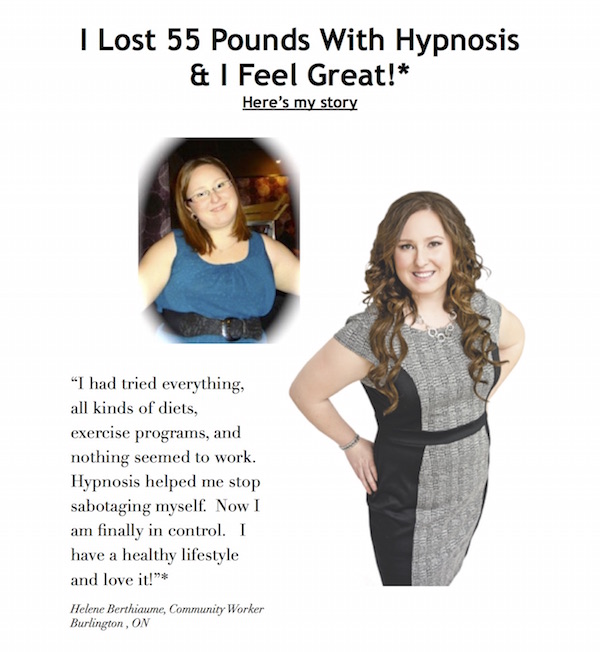 I Lost 55 Pounds With Hypnosis
& I Feel Great!*
Here's my story
“I had tried everything,
all kinds of diets,
exercise programs, and
nothing seemed to work.
Hypnosis helped me stop
sabotaging myself.  Now I
am finally in control.   I
have a healthy lifestyle
and love it!”*
Helene Berthiaume, Community Worker
Burlington , ON